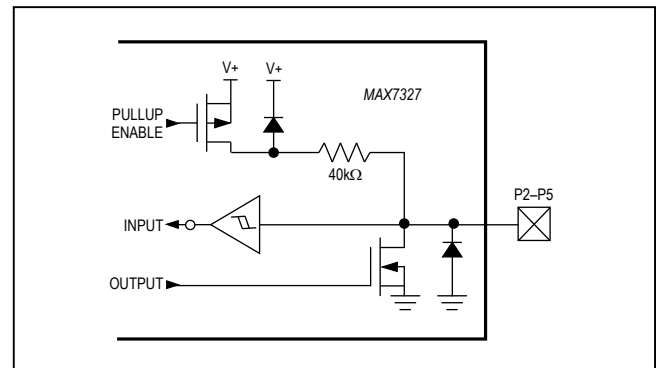 V+ V+
MAX7327
PULLUP
ENABLE
40kΩ
P2–P5
INPUT
OUTPUT